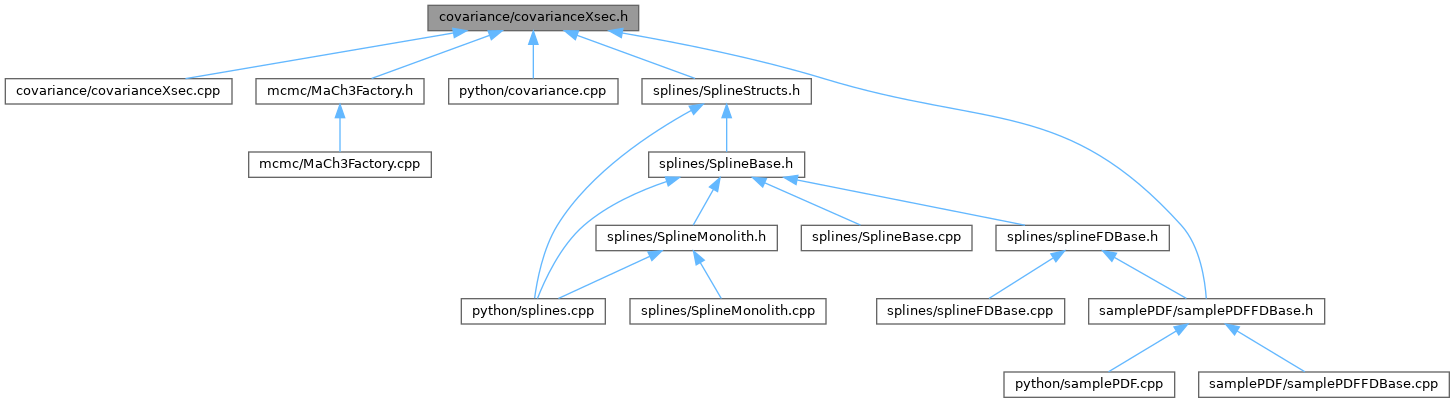 covariance/covarianceXsec.h
covariance/covarianceXsec.cpp
mcmc/MaCh3Factory.h
python/covariance.cpp
splines/SplineStructs.h
mcmc/MaCh3Factory.cpp
splines/SplineBase.h
splines/SplineMonolith.h
splines/SplineBase.cpp
splines/splineFDBase.h
python/splines.cpp
splines/SplineMonolith.cpp
splines/splineFDBase.cpp
samplePDF/samplePDFFDBase.h
python/samplePDF.cpp
samplePDF/samplePDFFDBase.cpp